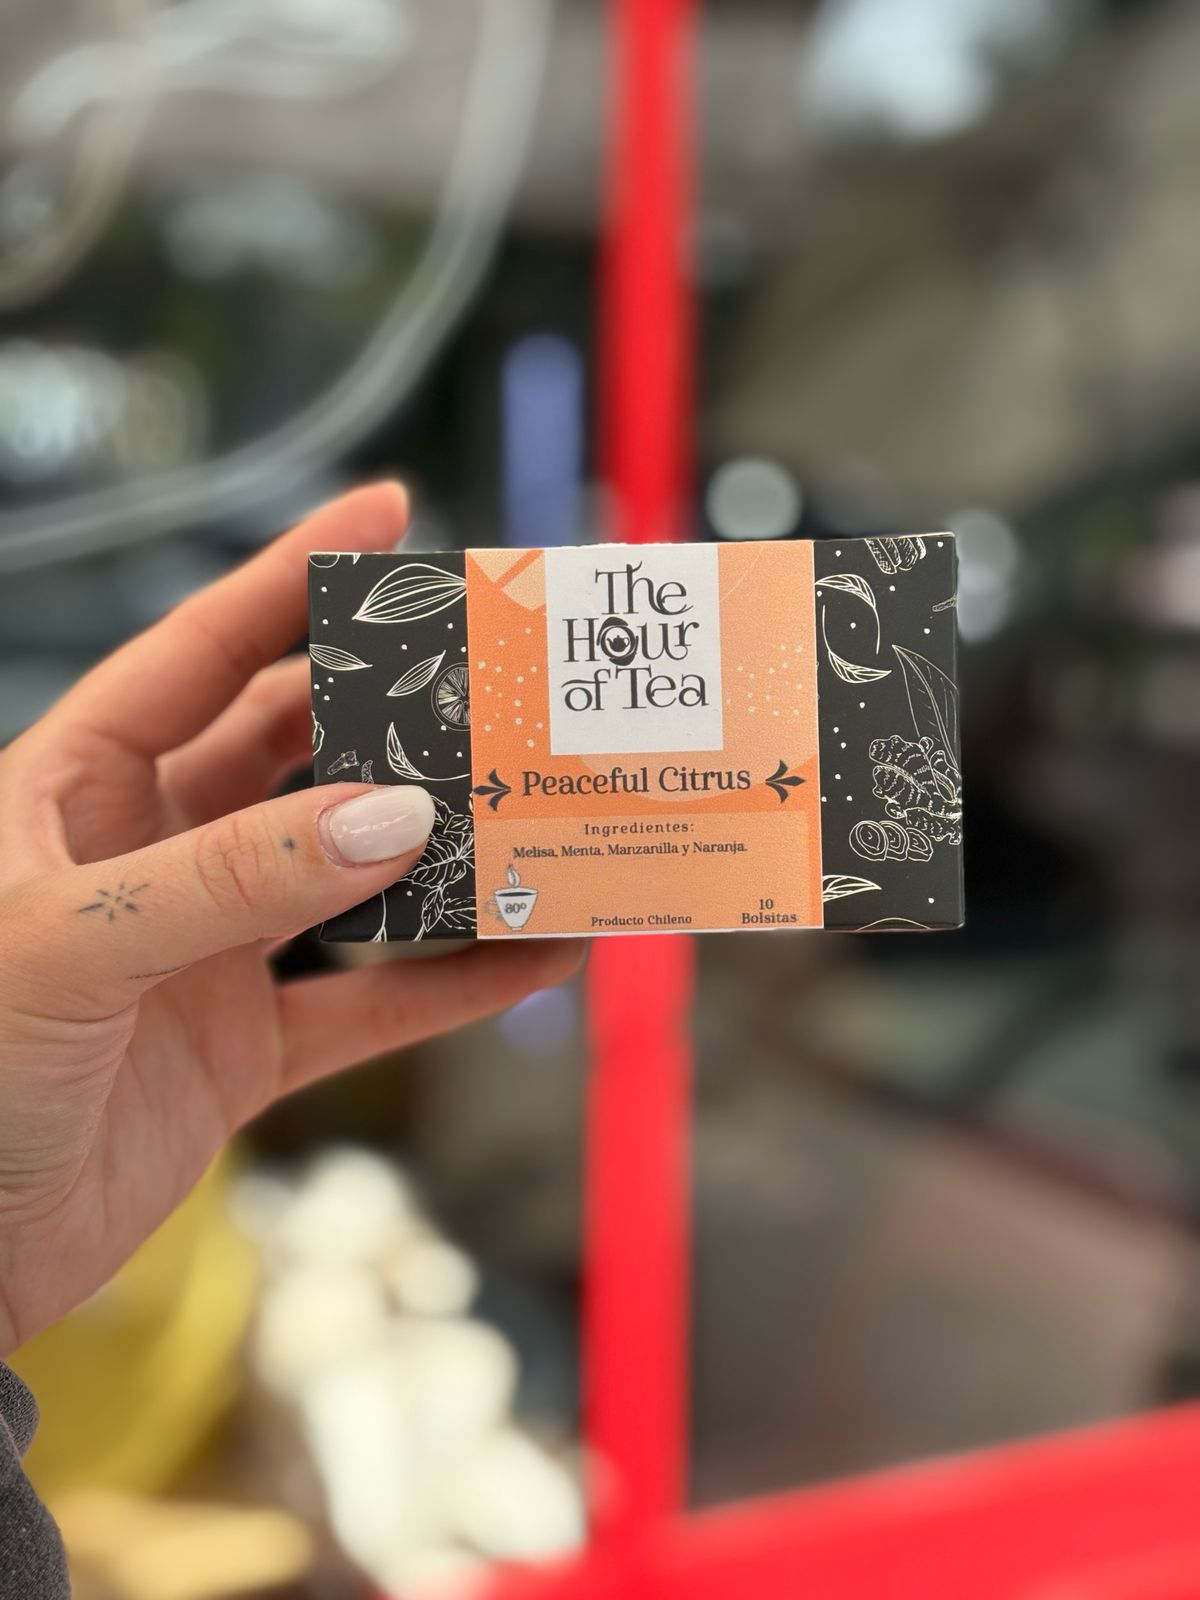 The
Hour
of Tea
Peaceful Citrus
Ingredientes:
Melisa, Menta, Manzanilla y Naranja.
80°
Producto Chileno
10
Bolsitas